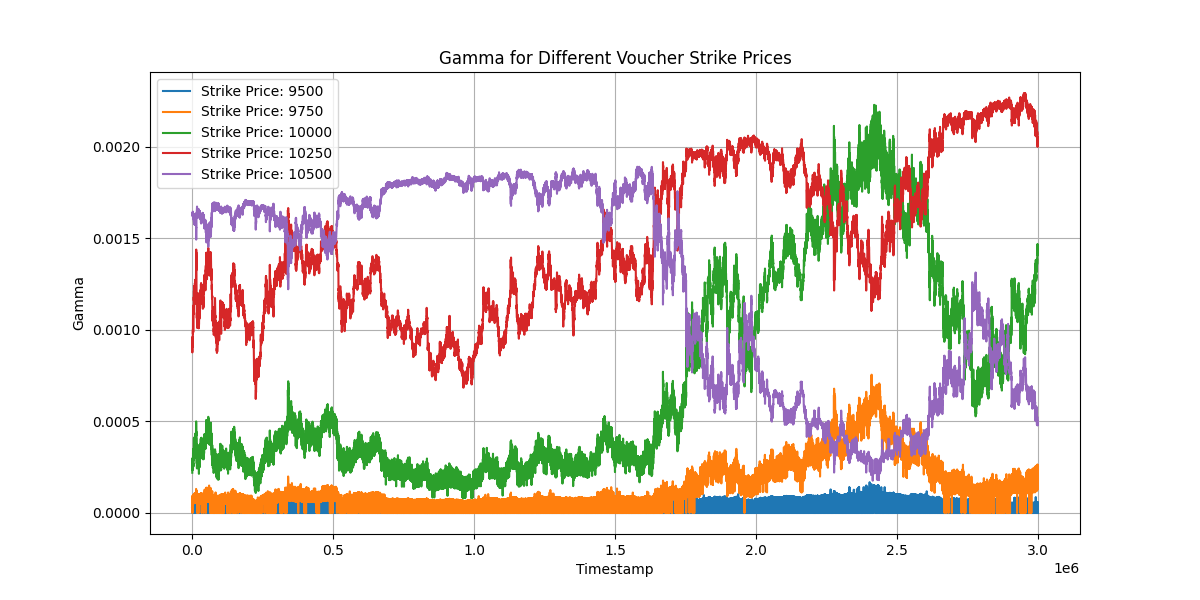 Gamma for Different Voucher Strike Prices
Strike Price: 9500
Strike Price: 9750
Strike Price: 10000
Strike Price: 10250
Strike Price: 10500
Gamma
0.0020
0.0015
0.0010
0.0005
0.0000
0.0
0.5
1.0
1.5
2.0
2.5
3.0
1e6
Timestamp